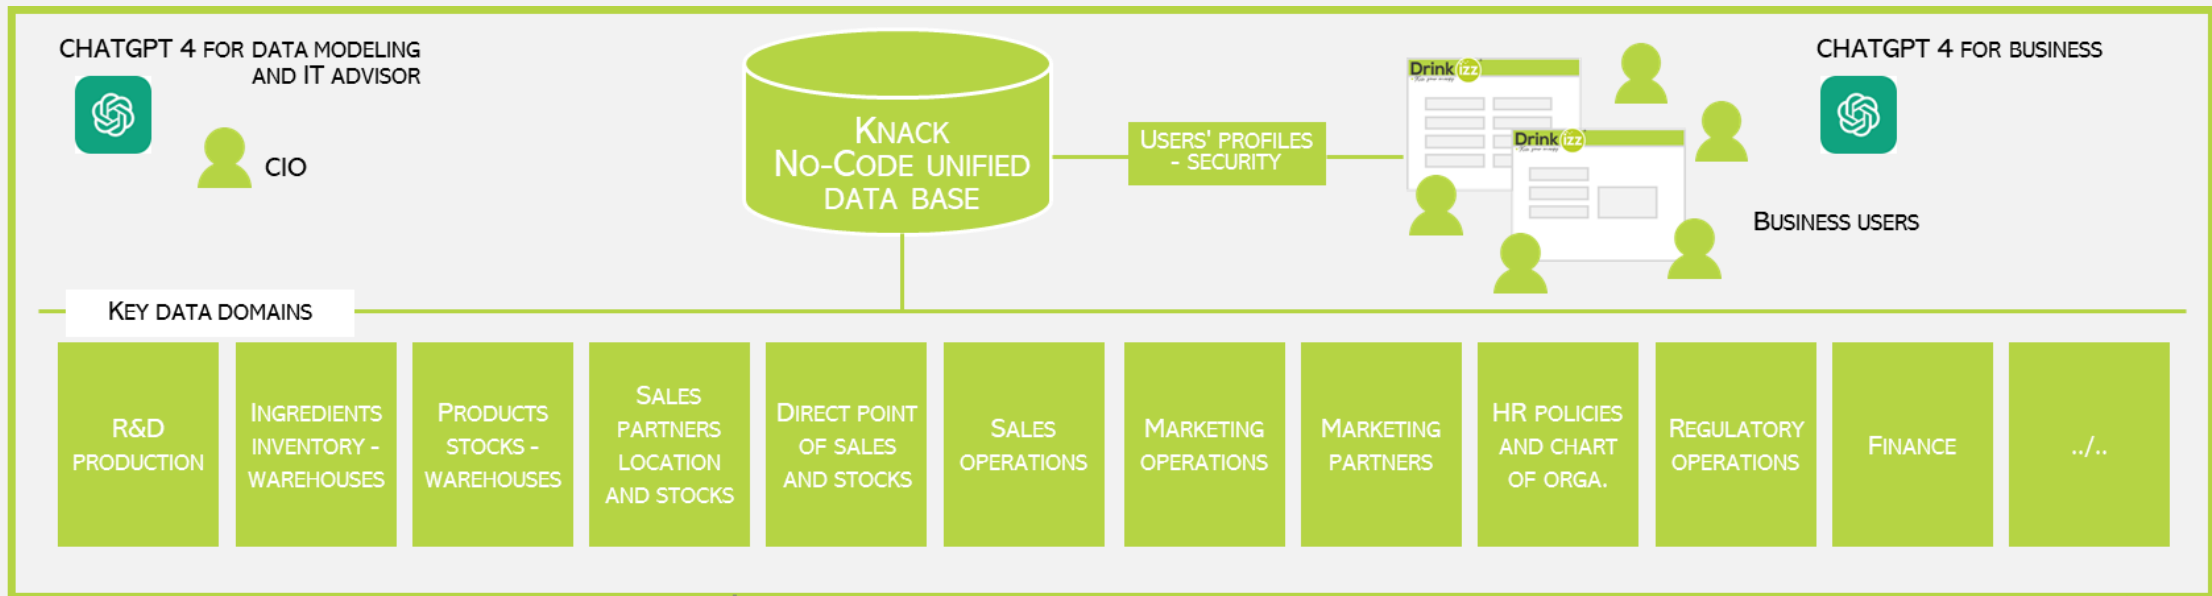 CHATGPT 4 FOR DATA MODELING
AND IT ADVISOR
CIO
KNACK
NO-CODE UNIFIED
DATA BASE
USERS' PROFILES
- SECURITY
Drink izz
Drink izz
CHATGPT 4 FOR BUSINESS
BUSINESS USERS
KEY DATA DOMAINS
R&D
PRODUCTION
INGREDIENTS
INVENTORY -
WAREHOUSES
PRODUCTS
STOCKS -
WAREHOUSES
SALES
PARTNERS
LOCATION
AND STOCKS
DIRECT POINT
OF SALES
AND STOCKS
SALES
OPERATIONS
MARKETING
OPERATIONS
MARKETING
PARTNERS
HR POLICIES
AND CHART
OF ORGA.
REGULATORY
OPERATIONS
FINANCE
../..